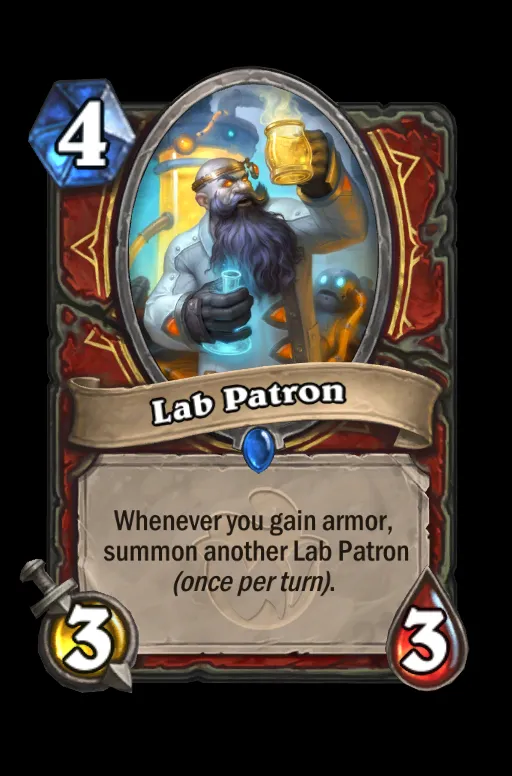 4
Lab Patron
Whenever you gain armor,
summon another Lab Patron
(once per turn).
3
3